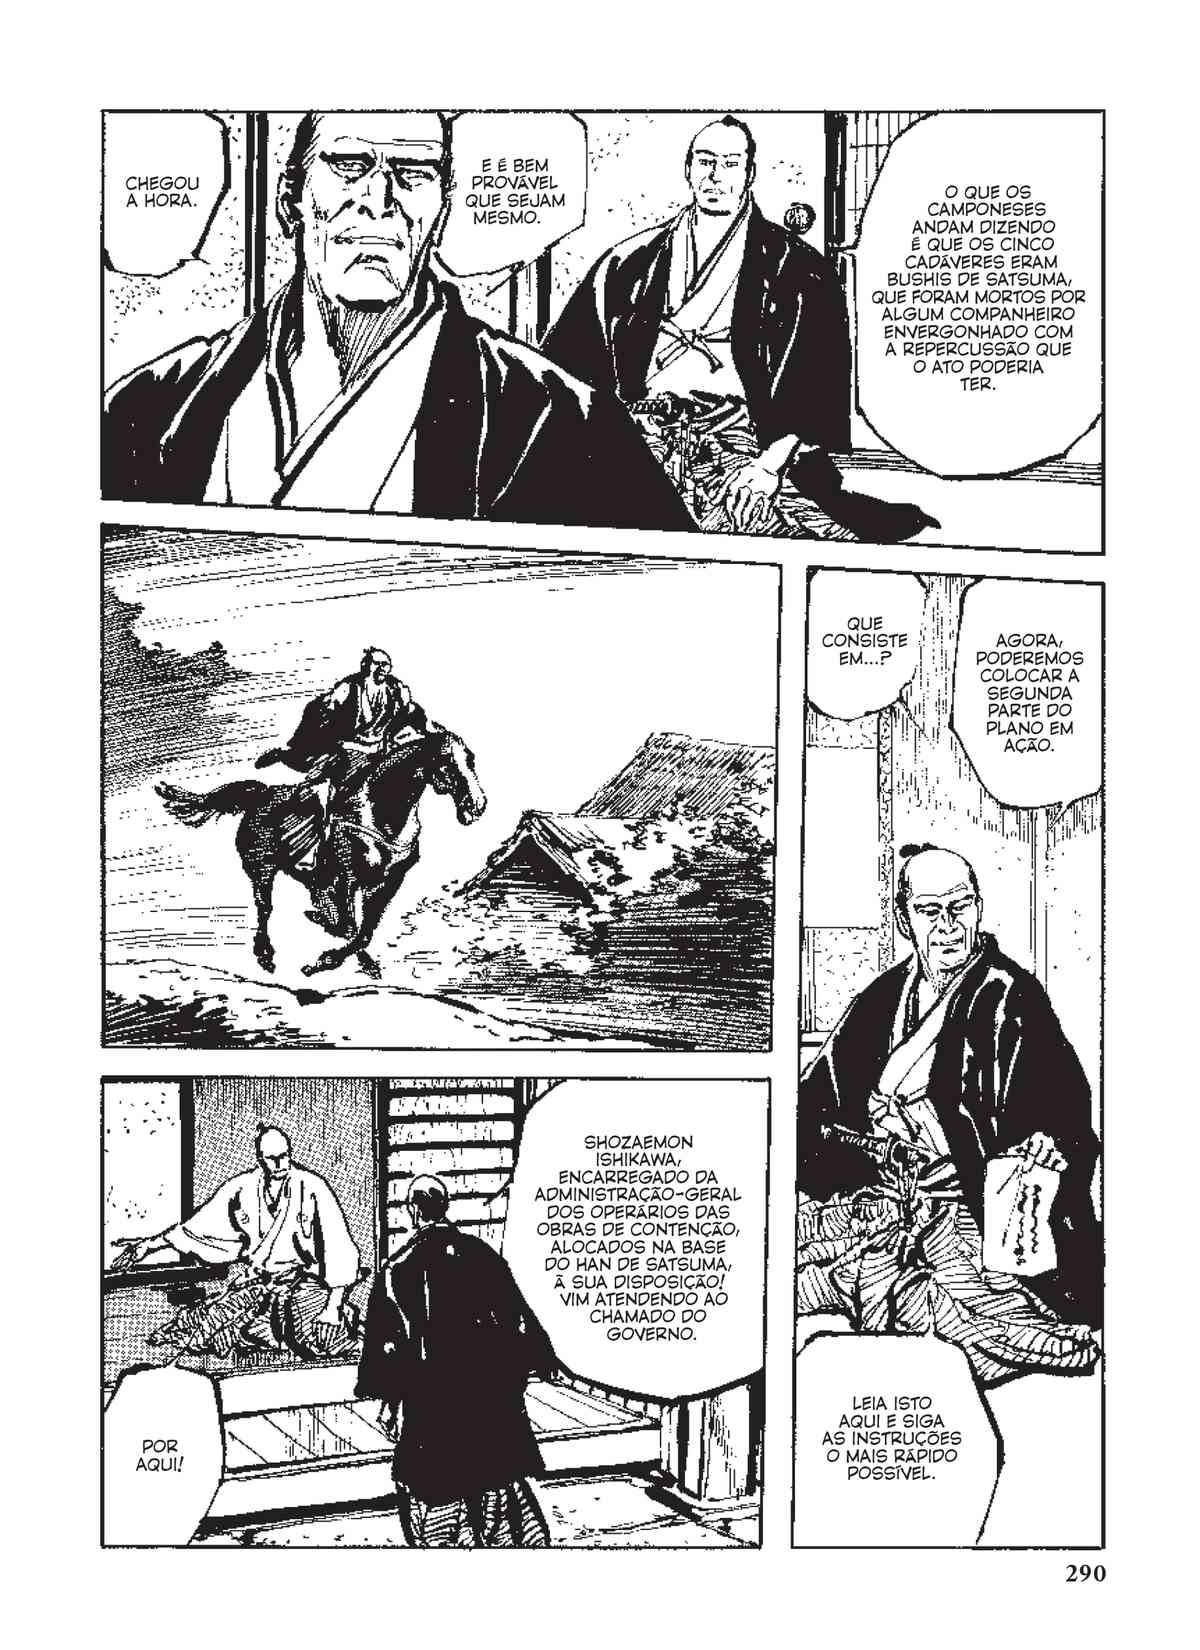 O QUE OS
CAMPONESES
ANDAM DIZENDO
É QUE OS CINCO
CADÁVERES ERAM
BUSHIS DE SATSUMA,
QUE FORAM MORTOS POR
ALGUM COMPANHEIRO
ENVERGONHADO COM
A REPERCUSSÃO QUE
O ATO PODERIA
TER.
E É BEM
PROVÁVEL
QUE SEJAM
MESMO.
CHEGOU
A HORA.
AGORA,
PODEREMOS
COLOCAR A
SEGUNDA
PARTE DO
PLANO EM
AÇÃO.
QUE
CONSISTE
EM...?
LEIA ISTO
AQUI E SIGA
AS INSTRUÇÕES
O MAIS RÁPIDO
POSSÍVEL.
SHOZAEMON
ISHIKAWA,
ENCARREGADO DA
ADMINISTRAÇÃO-GERAL
DOS OPERÁRIOS DAS
OBRAS DE CONTENÇÃO,
ALOCADOS NA BASE
DO HAN DE SATSUMA,
À SUA DISPOSIÇÃO!
VIM ATENDENDO AO
CHAMADO DO
GOVERNO.
POR
AQUI!
290